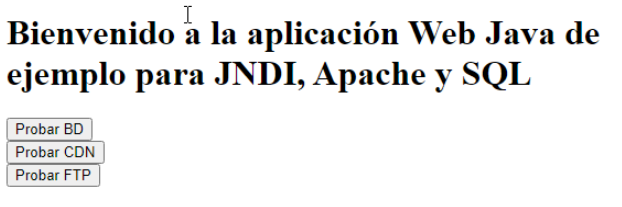 Bienvenido a la aplicación Web Java de
ejemplo para JNDI, Apache y SQL
Probar BD
Probar CDN
Probar FTP